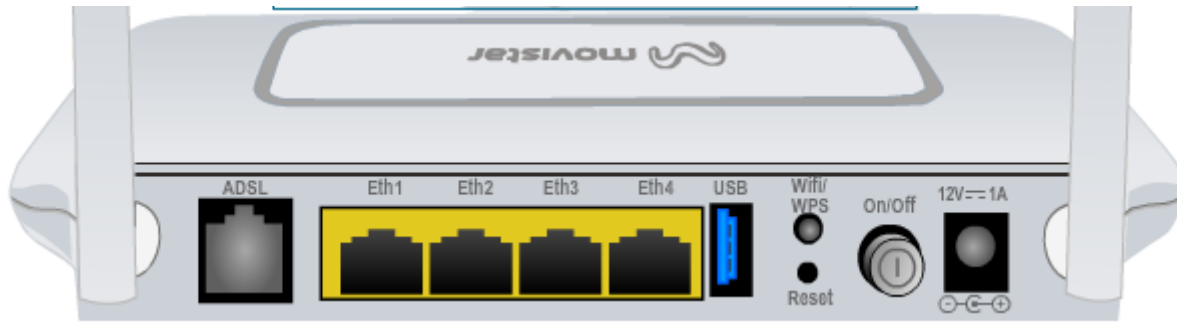 movistar
ADSL
Eth1
Eth2
Eth3
Eth4
USB
Wifi/
WPS
On/Off
12V⎓1A
Reset